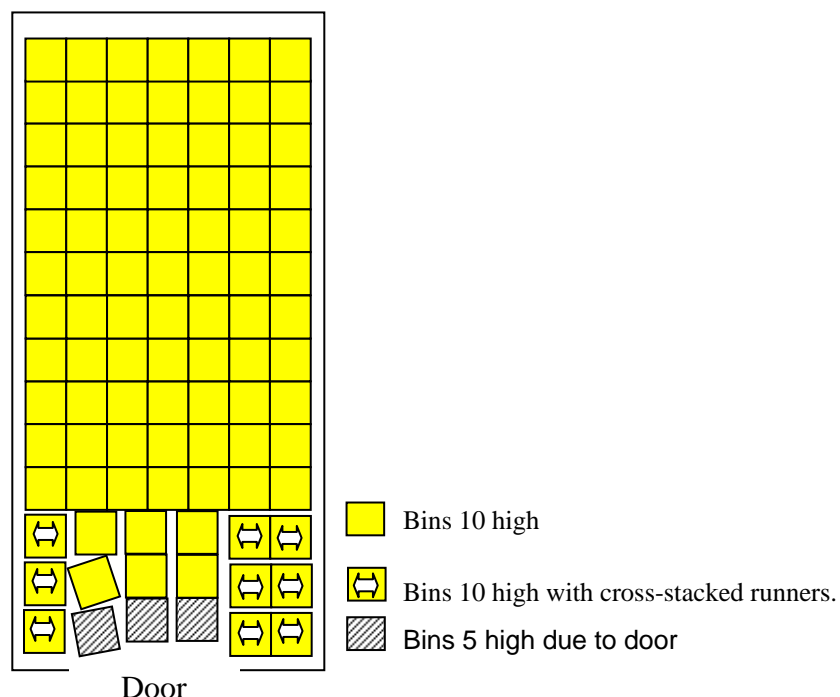 Bins 10 high
Bins 10 high with cross-stacked runners.
Bins 5 high due to door
Door